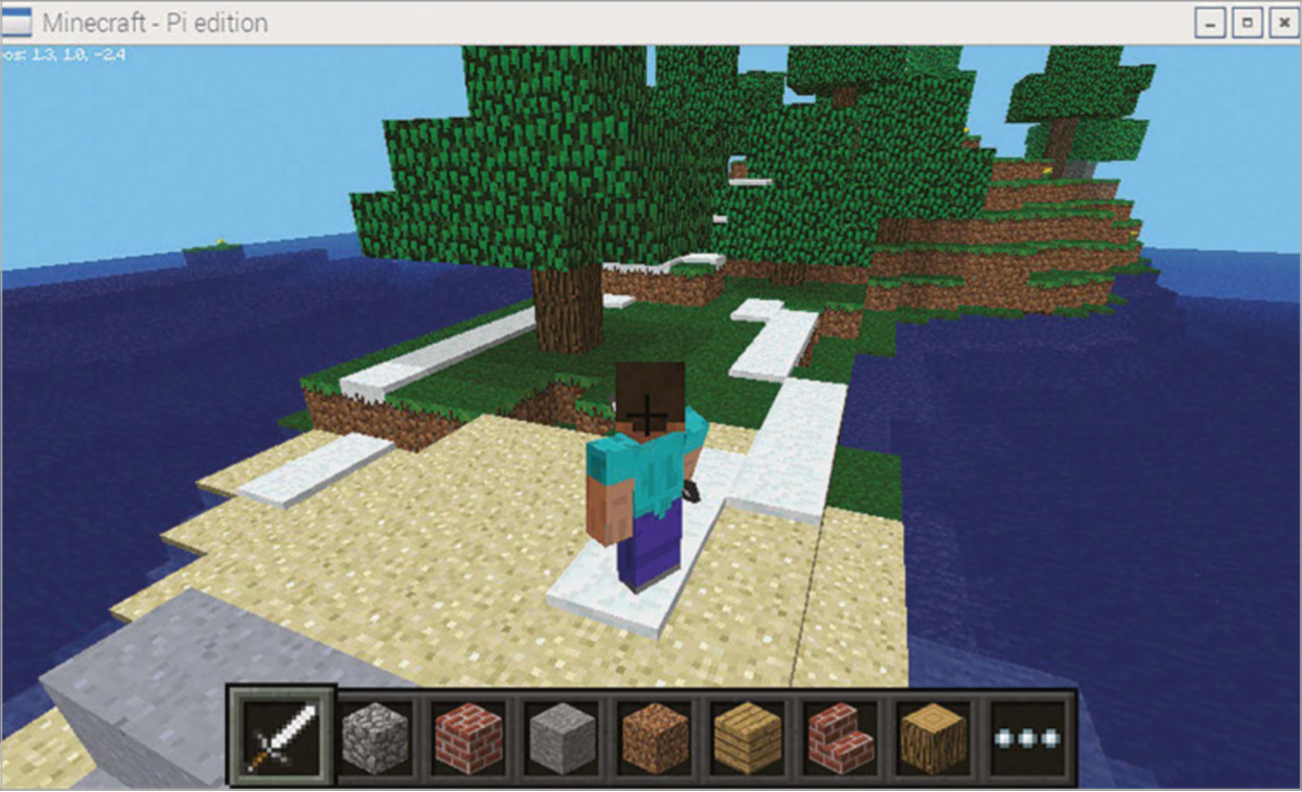 Minecraft - Pi edition
os: 1.3, 1.0, -2.4